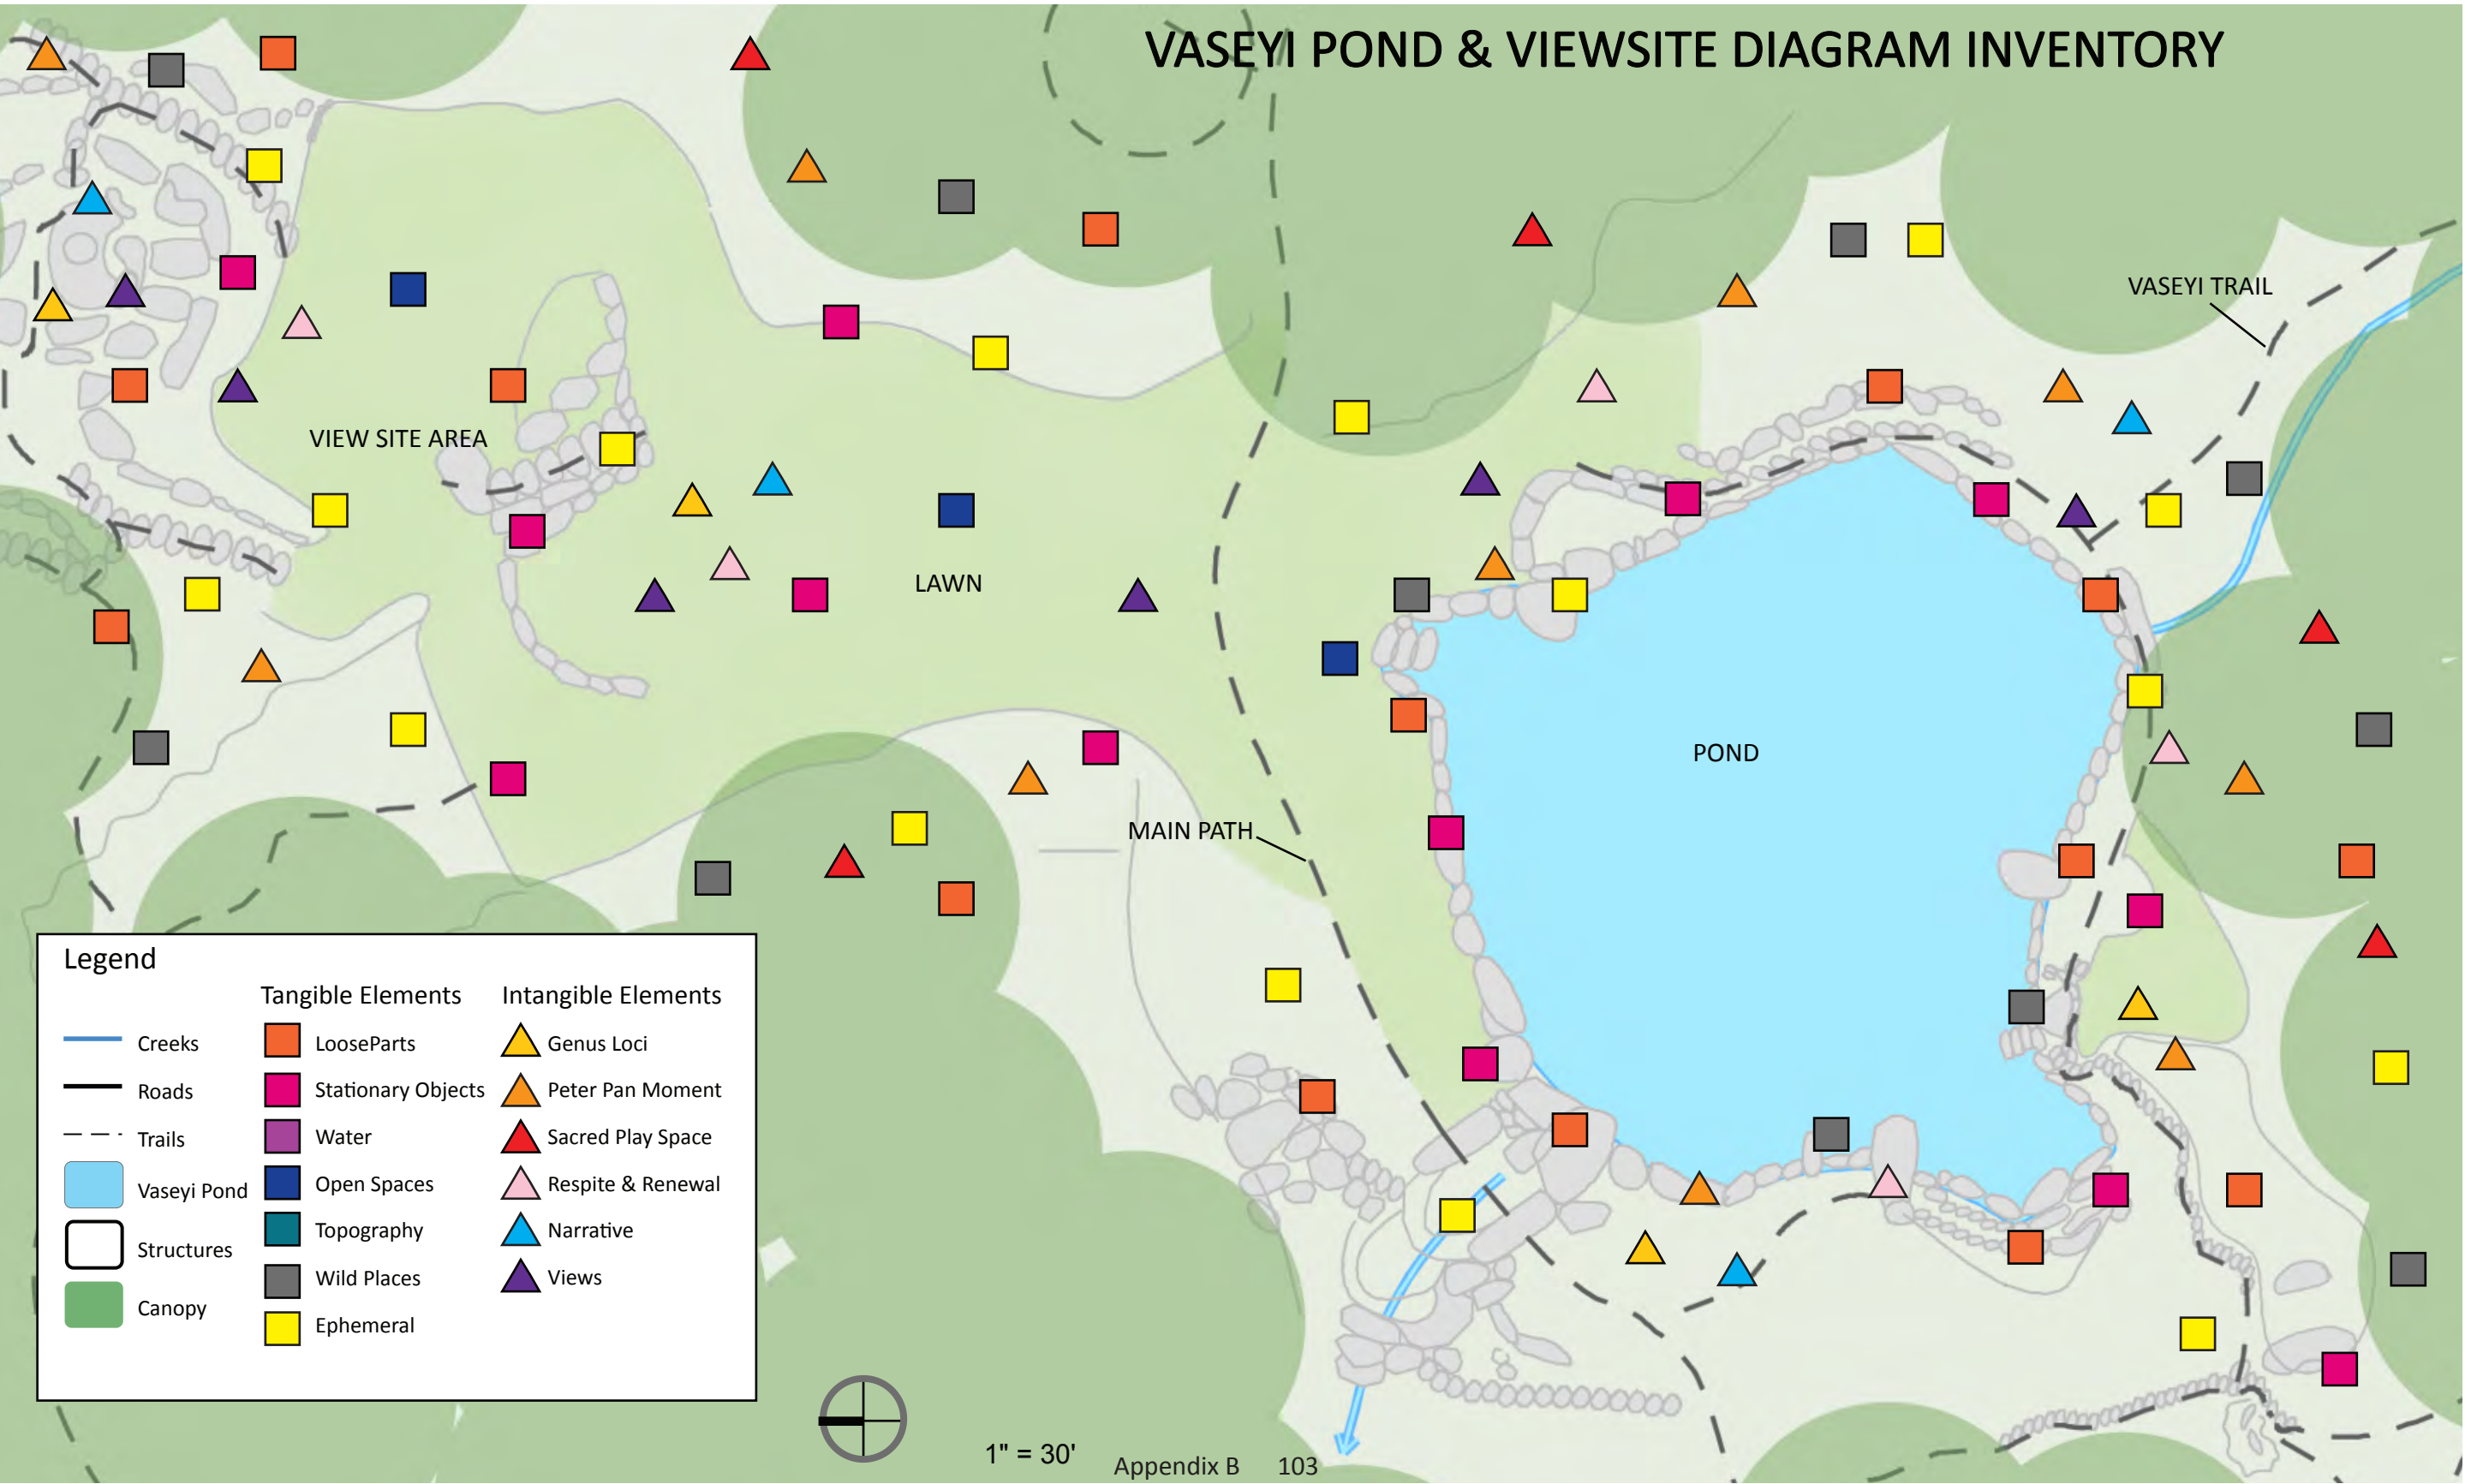 VASEYI POND & VIEWSITE DIAGRAM INVENTORY
VASEYI TRAIL
VIEW SITE AREA
LAWN
POND
MAIN PATH
Legend
Tangible Elements
Intangible Elements
Creeks
Roads
Trails
Vaseyi Pond
Structures
Canopy
LooseParts
Stationary Objects
Water
Open Spaces
Topography
Wild Places
Ephemeral
Genus Loci
Peter Pan Moment
Sacred Play Space
Respite & Renewal
Narrative
Views
1" = 30'
Appendix B 103